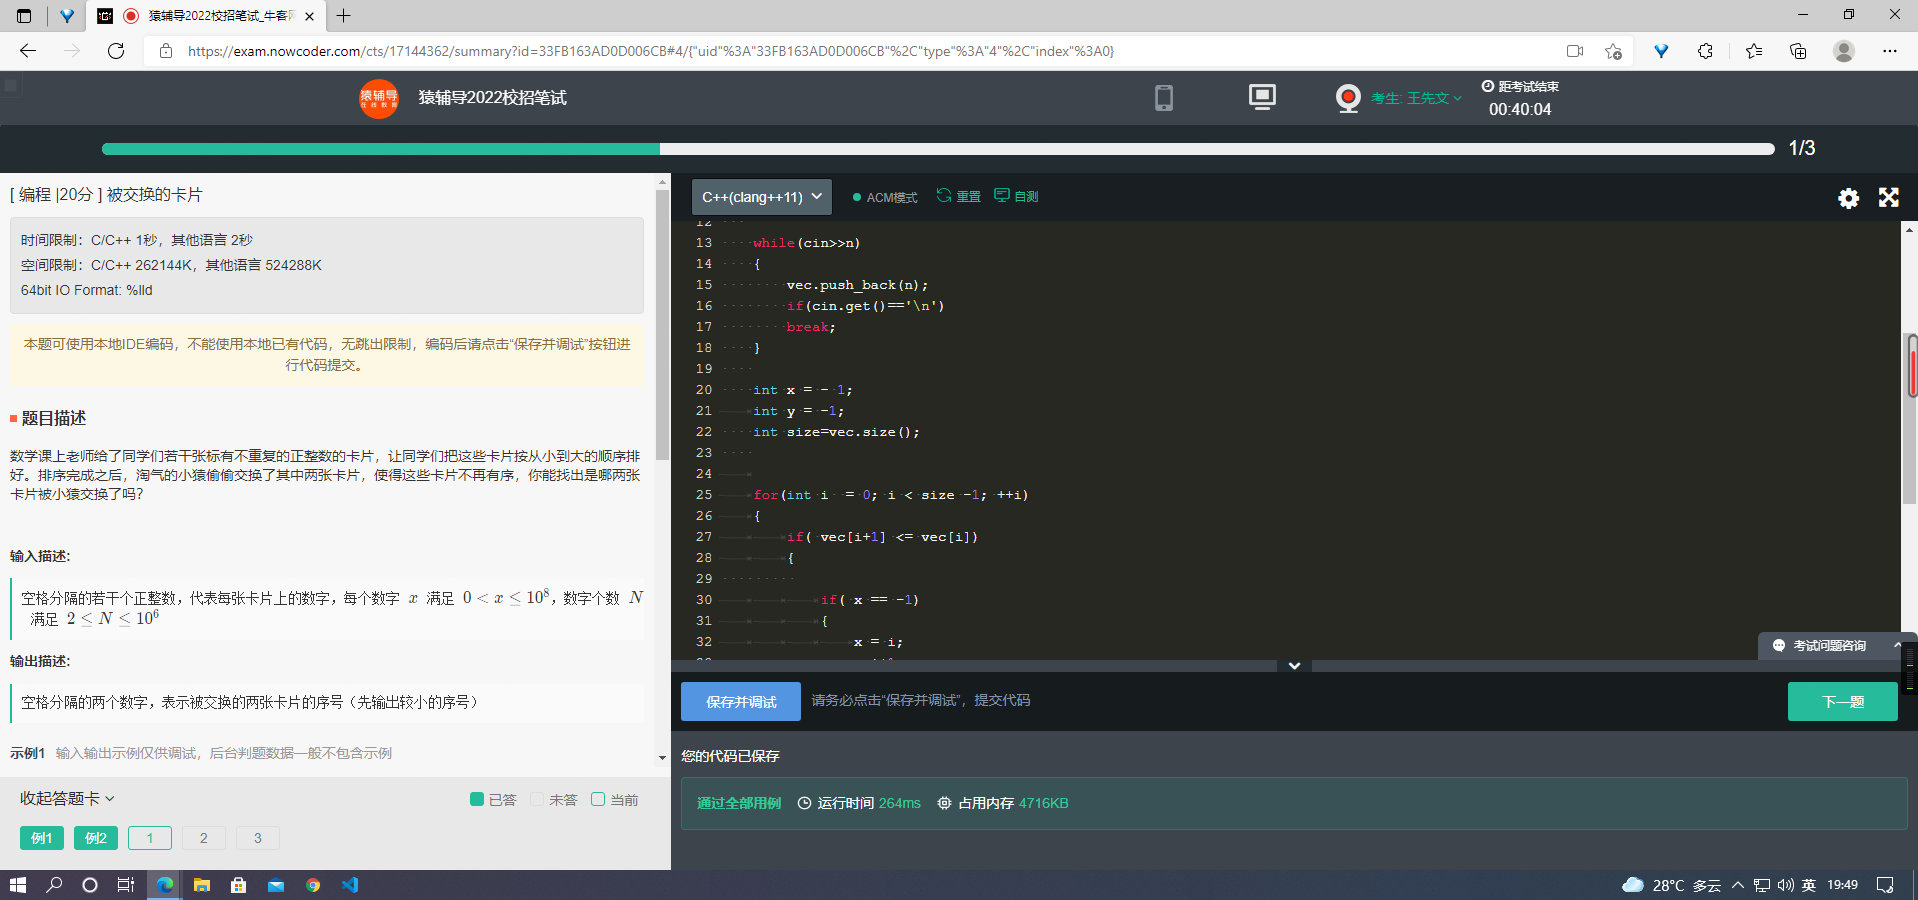 猿辅导2022校招笔试_牛客网
https://exam.nowcoder.com/cts/17144362/summary?id=33FB163AD0D006CB#4/{"uid"%3A"33FB163AD0D006CB"%2C"type"%3A"4"%2C"index"%3A0}
猿辅导
在线教育
猿辅导2022校招笔试
考生: 王先文
距考试结束
00:40:04
1/3
[ 编程 |20分 ] 被交换的卡片
时间限制：C/C++ 1秒，其他语言 2秒
空间限制：C/C++ 262144K，其他语言 524288K
64bit IO Format: %lld
本题可使用本地IDE编码，不能使用本地已有代码，无跳出限制，编码后请点击“保存并调试”按钮进
行代码提交。
题目描述
数学课上老师给了同学们若干张标有不重复的正整数的卡片，让同学们把这些卡片按从小到大的顺序排
好。排序完成之后，淘气的小猿偷偷交换了其中两张卡片，使得这些卡片不再有序，你能找出是哪两张
卡片被小猿交换了吗？
输入描述:
空格分隔的若干个正整数，代表每张卡片上的数字，每个数字 x 满足 0 < x ≤ 10^8，数字个数 N
满足 2 ≤ N ≤ 10^6
输出描述:
空格分隔的两个数字，表示被交换的两张卡片的序号（先输出较小的序号）
示例1 输入输出示例仅供调试，后台判题数据一般不包含示例
收起答题卡
已答 未答 当前
例1 例2 1 2 3
C++(clang++11) ACM模式 重置 自测
12
13 while(cin>>n)
14 {
15 vec.push_back(n);
16 if(cin.get()=='\n')
17 break;
18 }
19
20 int x = - 1;
21 int y = -1;
22 int size=vec.size();
23
24
25 for(int i = 0; i < size -1; ++i)
26 {
27 if( vec[i+1] <= vec[i])
28 {
29
30 if( x == -1)
31 {
32 x = i;
考试问题咨询
保存并调试 请务必点击“保存并调试”，提交代码
下一题
您的代码已保存
通过全部用例 运行时间 264ms 占用内存 4716KB
28°C 多云 英 19:49